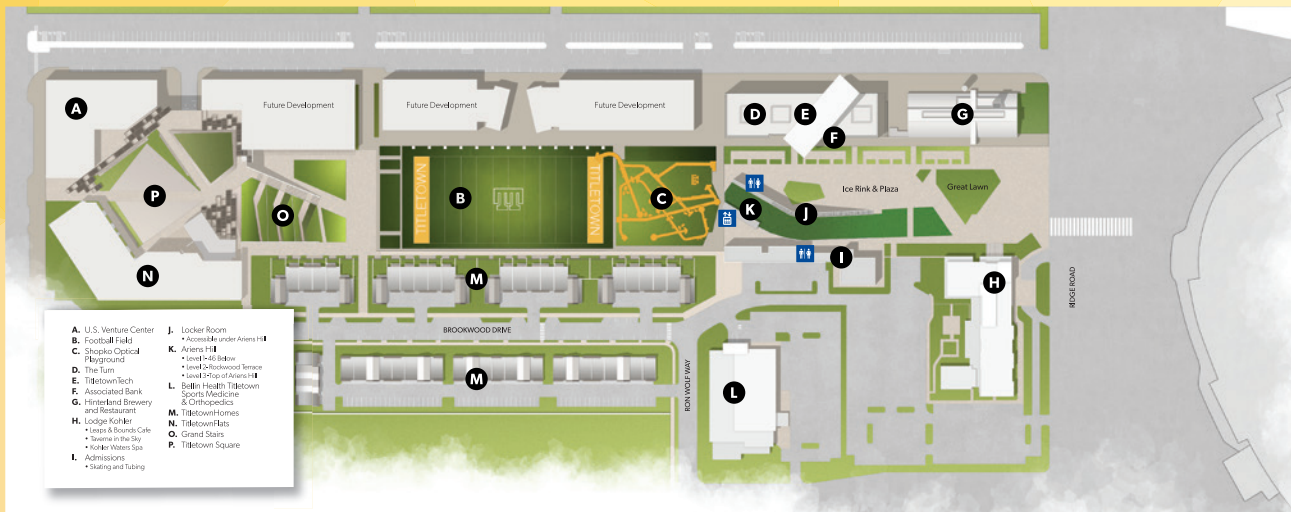 A
Future Development
Future Development
Future Development
D
E
F
G
P
O
TITLETOWN
B
TITLETOWN
C
K
J
Ice Rink & Plaza
Great Lawn
N
M
I
H
RIDGE ROAD
BROOKWOOD DRIVE
M
RON WOLF WAY
L
A. U.S. Venture Center
B. Football Field
C. Shopko Optical
Playground
D. The Turn
E. TitletownTech
F. Associated Bank
G. Hinterland Brewery
and Restaurant
H. Lodge Kohler
• Leaps & Bounds Cafe
• Taverne in the Sky
• Kohler Waters Spa
I. Admissions
• Skating and Tubing
J. Locker Room
• Accessible under Ariens Hill
K. Ariens Hill
• Level 1-46 Below
• Level 2-Rockwood Terrace
• Level 3-Top of Ariens Hill
L. Bellin Health Titletown
Sports Medicine
& Orthopedics
M. TitletownHomes
N. TitletownFlats
O. Grand Stairs
P. Titletown Square